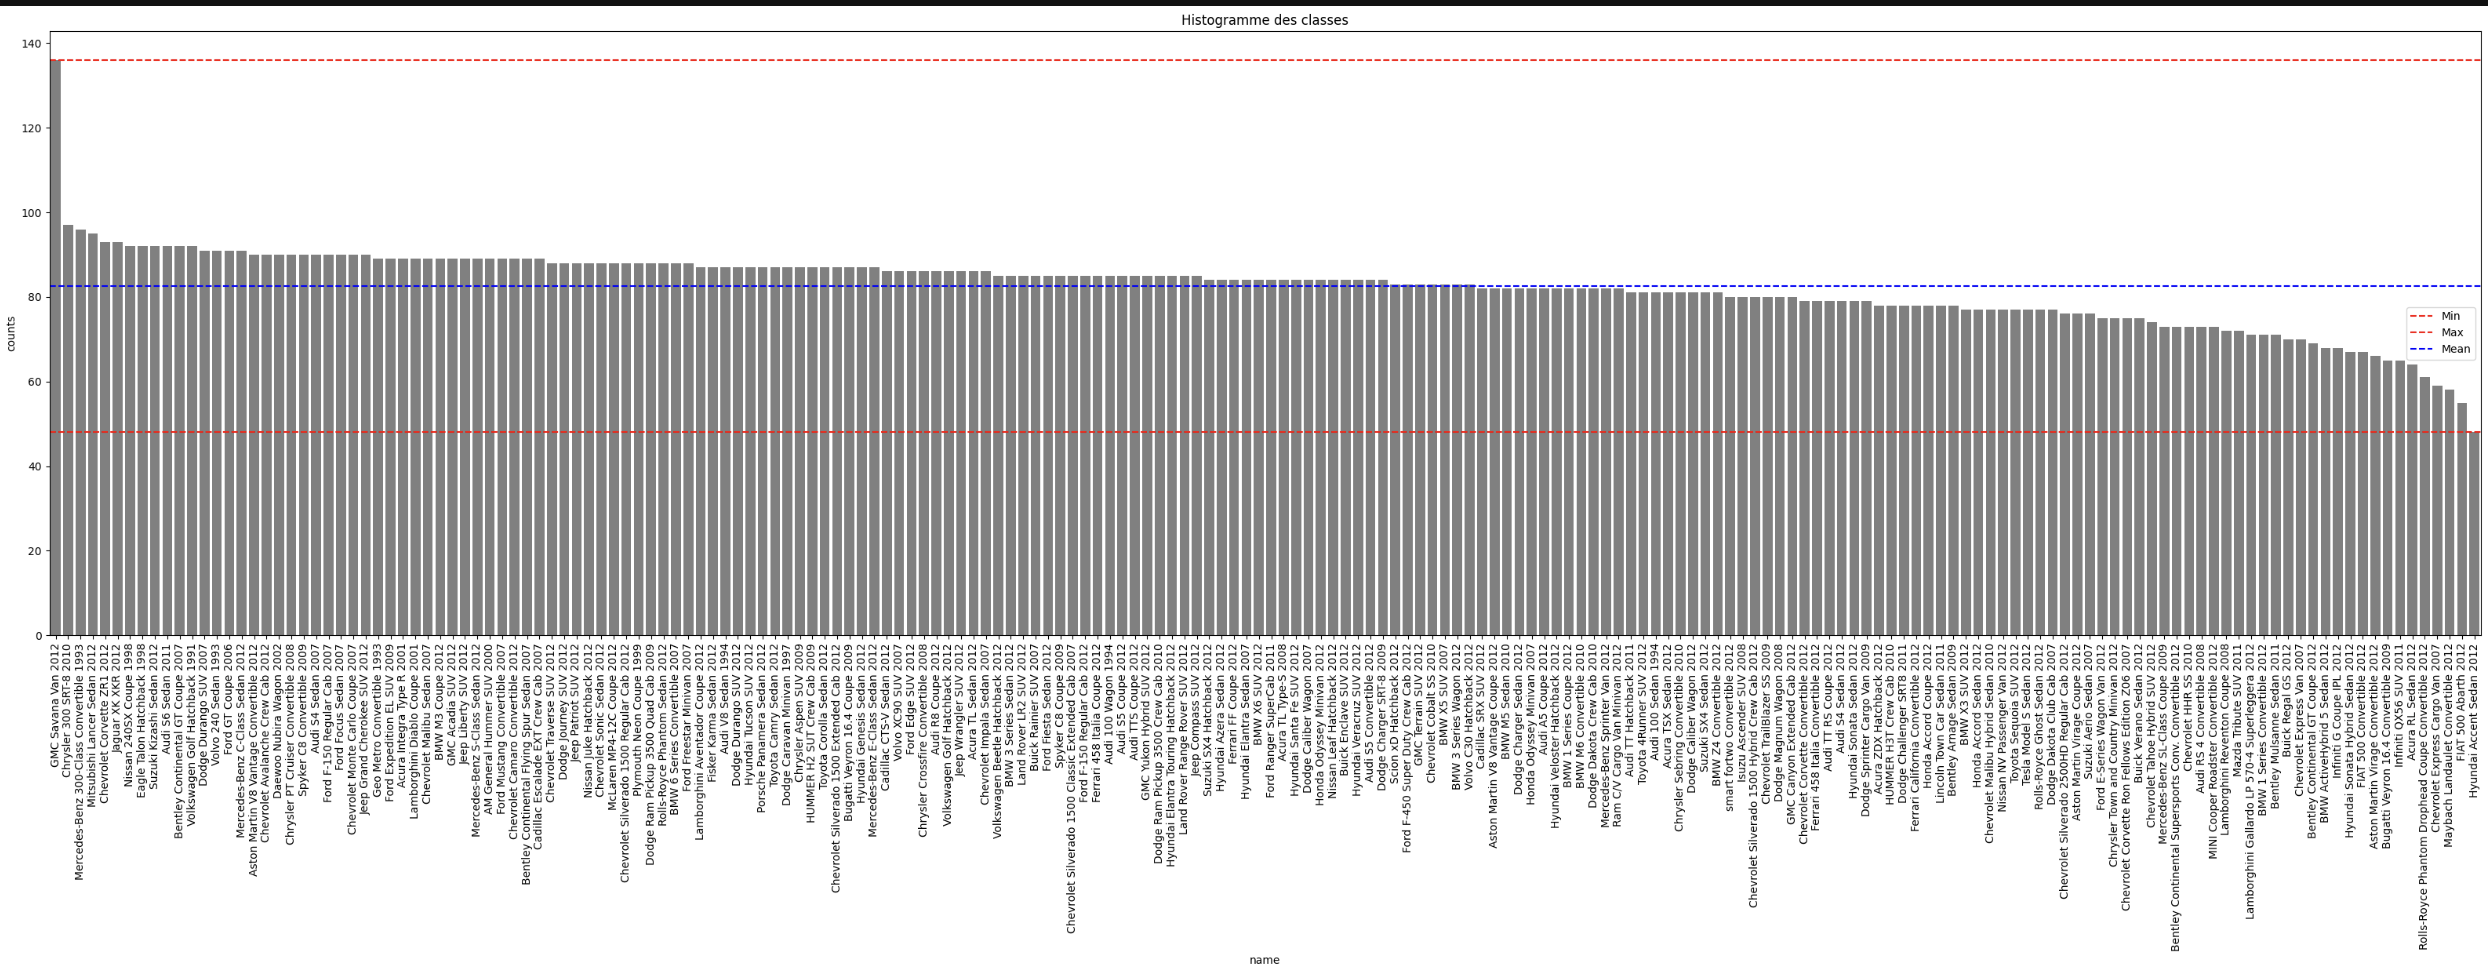 Histogramme des classes
140
120
100
80
60
40
20
0
counts
Min
Max
Mean
GMC Savana Van 2012
Chrysler 300 SRT-8 2010
Mercedes-Benz 300-Class Convertible 1993
Mitsubishi Lancer Sedan 2012
Chevrolet Corvette ZR1 2012
Jaguar XK XKR 2012
Nissan 240SX Coupe 1998
Eagle Talon Hatchback 1998
Suzuki Kizashi Sedan 2012
Audi S6 Sedan 2011
Bentley Continental GT Coupe 2007
Volkswagen Golf Hatchback 1991
Dodge Durango SUV 2007
Volvo 240 Sedan 1993
Ford GT Coupe 2006
Mercedes-Benz C-Class Sedan 2012
Aston Martin V8 Vantage Convertible 2012
Chevrolet Avalanche Crew Cab 2012
Daewoo Nubira Wagon 2002
Chrysler PT Cruiser Convertible 2008
Spyker C8 Convertible 2009
Audi S4 Sedan 2007
Ford F-150 Regular Cab 2007
Ford Focus Sedan 2007
Chevrolet Monte Carlo Coupe 2007
Jeep Grand Cherokee SUV 2012
Geo Metro Convertible 1993
Ford Expedition EL SUV 2009
Acura Integra Type R 2001
Lamborghini Diablo Coupe 2001
Chevrolet Malibu Sedan 2007
BMW M3 Coupe 2012
GMC Acadia SUV 2012
Jeep Liberty SUV 2012
Mercedes-Benz S-Class Sedan 2012
AM General Hummer SUV 2000
Ford Mustang Convertible 2007
Chevrolet Camaro Convertible 2012
Bentley Continental Flying Spur Sedan 2007
Cadillac Escalade EXT Crew Cab 2007
Chevrolet Traverse SUV 2012
Dodge Journey SUV 2012
Jeep Patriot SUV 2012
Nissan Juke Hatchback 2012
Chevrolet Sonic Sedan 2012
McLaren MP4-12C Coupe 2012
Chevrolet Silverado 1500 Regular Cab 2012
Plymouth Neon Coupe 1999
Dodge Ram Pickup 3500 Quad Cab 2009
Rolls-Royce Phantom Sedan 2012
BMW 6 Series Convertible 2007
Ford Freestar Minivan 2007
Lamborghini Aventador Coupe 2012
Fisker Karma Sedan 2012
Audi V8 Sedan 1994
Dodge Durango SUV 2012
Hyundai Tucson SUV 2012
Porsche Panamera Sedan 2012
Toyota Camry Sedan 2012
Dodge Caravan Minivan 1997
Chrysler Aspen SUV 2009
HUMMER H2 SUT Crew Cab 2009
Toyota Corolla Sedan 2012
Chevrolet Silverado 1500 Extended Cab 2012
Bugatti Veyron 16.4 Coupe 2009
Hyundai Genesis Sedan 2012
Mercedes-Benz E-Class Sedan 2012
Cadillac CTS-V Sedan 2012
Volvo XC90 SUV 2007
Ford Edge SUV 2012
Chrysler Crossfire Convertible 2008
Audi R8 Coupe 2012
Volkswagen Golf Hatchback 2012
Jeep Wrangler SUV 2012
Acura TL Sedan 2012
Chevrolet Impala Sedan 2007
Volkswagen Beetle Hatchback 2012
BMW 3 Series Sedan 2012
Land Rover LR2 SUV 2012
Buick Rainier SUV 2007
Ford Fiesta Sedan 2012
Spyker C8 Coupe 2009
Chevrolet Silverado 1500 Classic Extended Cab 2007
Ford F-150 Regular Cab 2012
Ferrari 458 Italia Coupe 2012
Audi 100 Wagon 1994
Audi S5 Coupe 2012
Audi TTS Coupe 2012
GMC Yukon Hybrid SUV 2012
Dodge Ram Pickup 3500 Crew Cab 2010
Hyundai Elantra Touring Hatchback 2012
Land Rover Range Rover SUV 2012
Jeep Compass SUV 2012
Suzuki SX4 Hatchback 2012
Hyundai Azera Sedan 2012
Ferrari FF Coupe 2012
Hyundai Elantra Sedan 2007
BMW X6 SUV 2012
Ford Ranger SuperCab 2011
Acura TL Type-S 2008
Hyundai Santa Fe SUV 2012
Dodge Caliber Wagon 2007
Honda Odyssey Minivan 2012
Nissan Leaf Hatchback 2012
Buick Enclave SUV 2012
Hyundai Veracruz SUV 2012
Audi S5 Convertible 2012
Dodge Charger SRT-8 2009
Scion xD Hatchback 2012
Ford F-450 Super Duty Crew Cab 2012
GMC Terrain SUV 2012
Chevrolet Cobalt SS 2010
BMW X5 SUV 2007
BMW 3 Series Wagon 2012
Volvo C30 Hatchback 2012
Cadillac SRX SUV 2012
Aston Martin V8 Vantage Coupe 2012
BMW M5 Sedan 2010
Dodge Charger Sedan 2012
Honda Odyssey Minivan 2007
Audi A5 Coupe 2012
Hyundai Veloster Hatchback 2012
BMW 1 Series Coupe 2012
BMW M6 Convertible 2010
Dodge Dakota Crew Cab 2010
Mercedes-Benz Sprinter Van 2012
Ram C/V Cargo Van Minivan 2012
Audi TT Hatchback 2011
Toyota 4Runner SUV 2012
Audi 100 Sedan 1994
Acura TSX Sedan 2012
Chrysler Sebring Convertible 2010
Dodge Caliber Wagon 2012
Suzuki SX4 Sedan 2012
BMW Z4 Convertible 2012
smart fortwo Convertible 2012
Isuzu Ascender SUV 2008
Chevrolet Silverado 1500 Hybrid Crew Cab 2012
Chevrolet TrailBlazer SS 2009
Dodge Magnum Wagon 2008
GMC Canyon Extended Cab 2012
Chevrolet Corvette Convertible 2012
Ferrari 458 Italia Convertible 2012
Audi TT RS Coupe 2012
Audi S4 Sedan 2012
Hyundai Sonata Sedan 2012
Dodge Sprinter Cargo Van 2009
Acura ZDX Hatchback 2012
HUMMER H3T Crew Cab 2010
Dodge Challenger SRT8 2011
Ferrari California Convertible 2012
Honda Accord Coupe 2012
Lincoln Town Car Sedan 2011
Bentley Arnage Sedan 2009
BMW X3 SUV 2012
Honda Accord Sedan 2012
Chevrolet Malibu Hybrid Sedan 2010
Nissan NV Passenger Van 2012
Toyota Sequoia SUV 2012
Tesla Model S Sedan 2012
Rolls-Royce Ghost Sedan 2012
Dodge Dakota Club Cab 2007
Chevrolet Silverado 2500HD Regular Cab 2012
Aston Martin Virage Coupe 2012
Suzuki Aerio Sedan 2007
Ford E-Series Wagon Van 2012
Chrysler Town and Country Minivan 2012
Chevrolet Corvette Ron Fellows Edition Z06 2007
Buick Verano Sedan 2012
Chevrolet Tahoe Hybrid SUV 2012
Mercedes-Benz SL-Class Coupe 2009
Bentley Continental Supersports Conv. Convertible 2012
Chevrolet HHR SS 2010
Audi RS 4 Convertible 2008
MINI Cooper Roadster Convertible 2012
Lamborghini Reventon Coupe 2008
Mazda Tribute SUV 2011
Lamborghini Gallardo LP 570-4 Superleggera 2012
BMW 1 Series Convertible 2012
Bentley Mulsanne Sedan 2011
Buick Regal GS 2012
Chevrolet Express Van 2007
Bentley Continental GT Coupe 2012
BMW ActiveHybrid 5 Sedan 2012
Infiniti G Coupe IPL 2012
Hyundai Sonata Hybrid Sedan 2012
FIAT 500 Convertible 2012
Aston Martin Virage Convertible 2012
Bugatti Veyron 16.4 Convertible 2009
Infiniti QX56 SUV 2011
Acura RL Sedan 2012
Rolls-Royce Phantom Drophead Coupe Convertible 2012
Chevrolet Express Cargo Van 2007
Maybach Landaulet Convertible 2012
FIAT 500 Abarth 2012
Hyundai Accent Sedan 2012
name